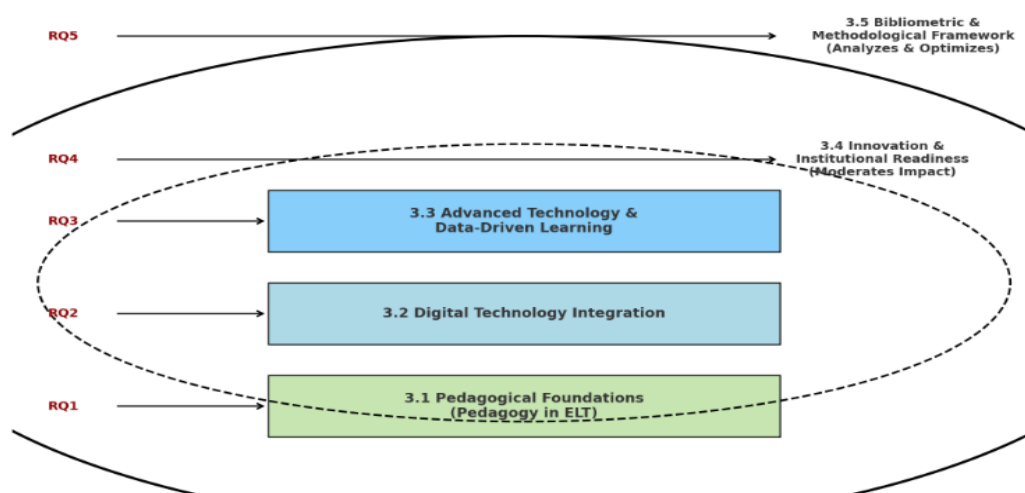 RQ5
3.5 Bibliometric &
Methodological Framework
(Analyzes & Optimizes)
RQ4
3.4 Innovation &
Institutional Readiness
(Moderates Impact)
RQ3
3.3 Advanced Technology &
Data-Driven Learning
RQ2
3.2 Digital Technology Integration
RQ1
3.1 Pedagogical Foundations
(Pedagogy in ELT)